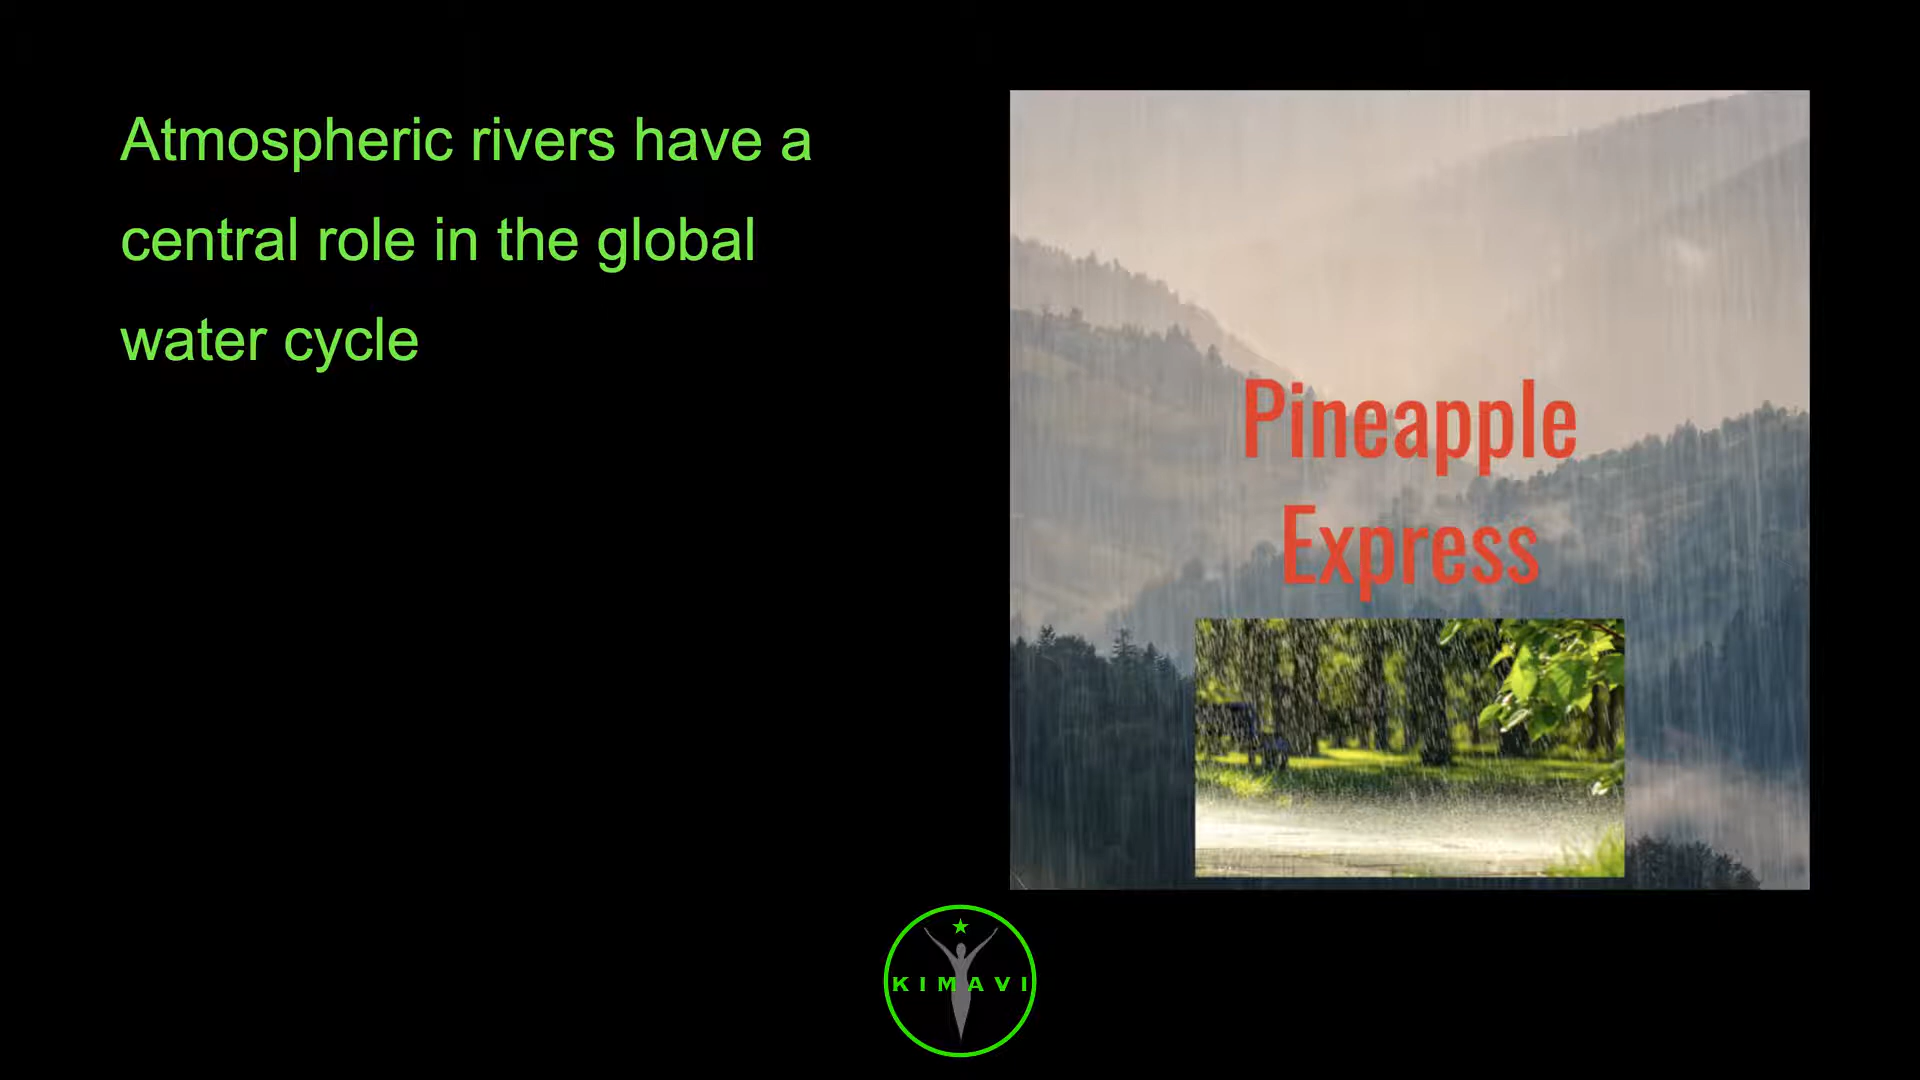 Atmospheric rivers have a
central role in the global
water cycle
Pineapple
Express
KIMAVI